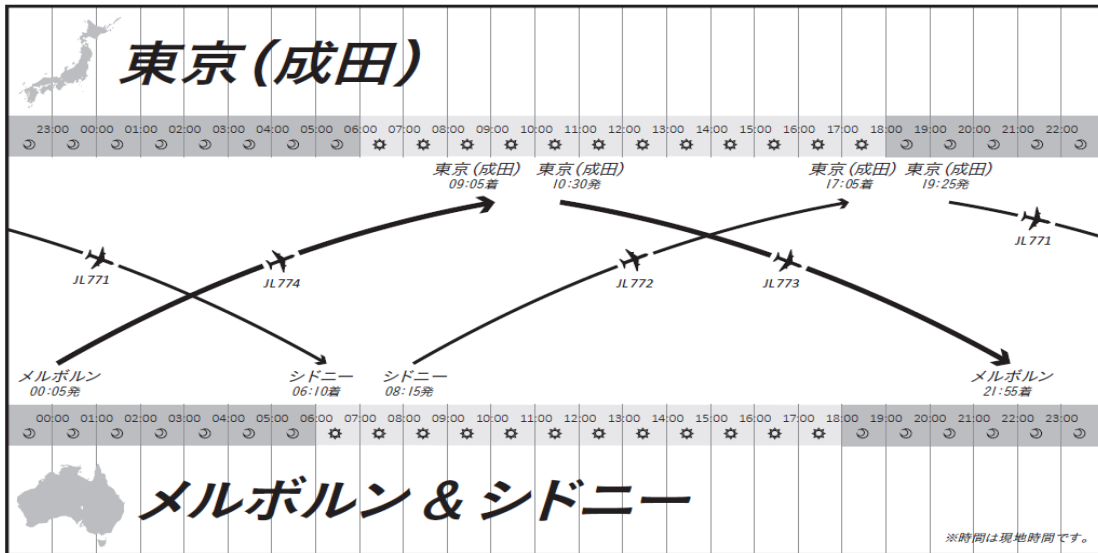 東京(成田)
23:00 00:00 01:00 02:00 03:00 04:00 05:00 06:00 07:00 08:00 09:00 10:00 11:00 12:00 13:00 14:00 15:00 16:00 17:00 18:00 19:00 20:00 21:00 22:00
東京(成田) 東京(成田) 東京(成田) 東京(成田)
09:05着 10:30発 17:05着 19:25発
JL771
JL771 JL774 JL772 JL773
メルボルン シドニー シドニー メルボルン
00:05発 06:10着 08:15発 21:55着
00:00 01:00 02:00 03:00 04:00 05:00 06:00 07:00 08:00 09:00 10:00 11:00 12:00 13:00 14:00 15:00 16:00 17:00 18:00 19:00 20:00 21:00 22:00 23:00
メルボルン & シドニー
※時間は現地時間です。